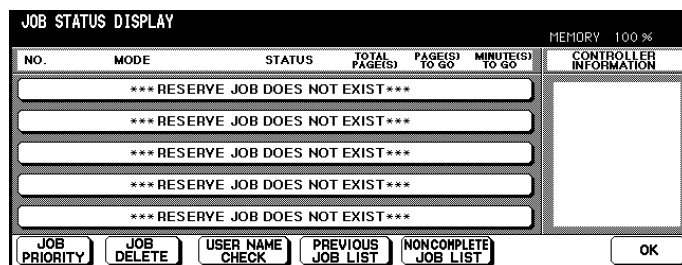 JOB STATUS DISPLAY
MEMORY 100 %
NO. MODE STATUS TOTAL PAGE(S) PAGE(S) TO GO MINUTE(S) TO GO CONTROLLER INFORMATION
*** RESERVE JOB DOES NOT EXIST ***
*** RESERVE JOB DOES NOT EXIST ***
*** RESERVE JOB DOES NOT EXIST ***
*** RESERVE JOB DOES NOT EXIST ***
*** RESERVE JOB DOES NOT EXIST ***
JOB PRIORITY
JOB DELETE
USER NAME CHECK
PREVIOUS JOB LIST
NONCOMPLETE JOB LIST
OK